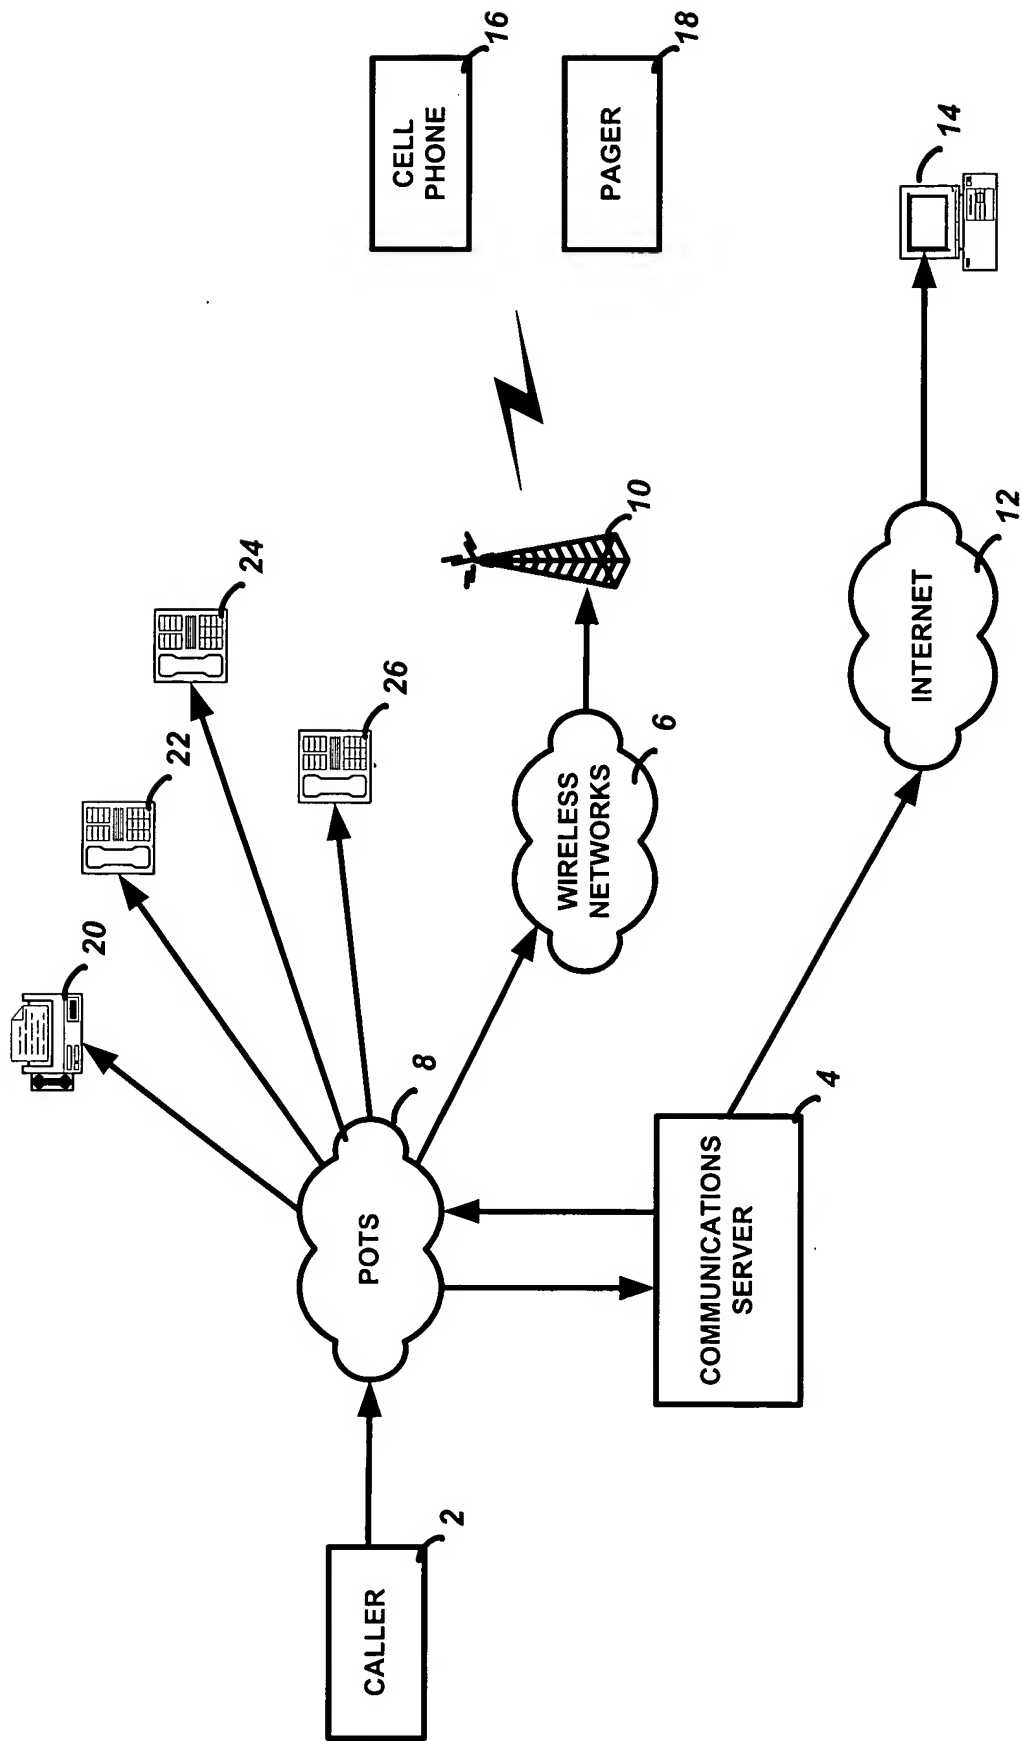 CELL
PHONE
16
PAGER
18
14
24
22
20
26
10
WIRELESS
NETWORKS
6
INTERNET
12
POTS
8
COMMUNICATIONS
SERVER
4
CALLER
2